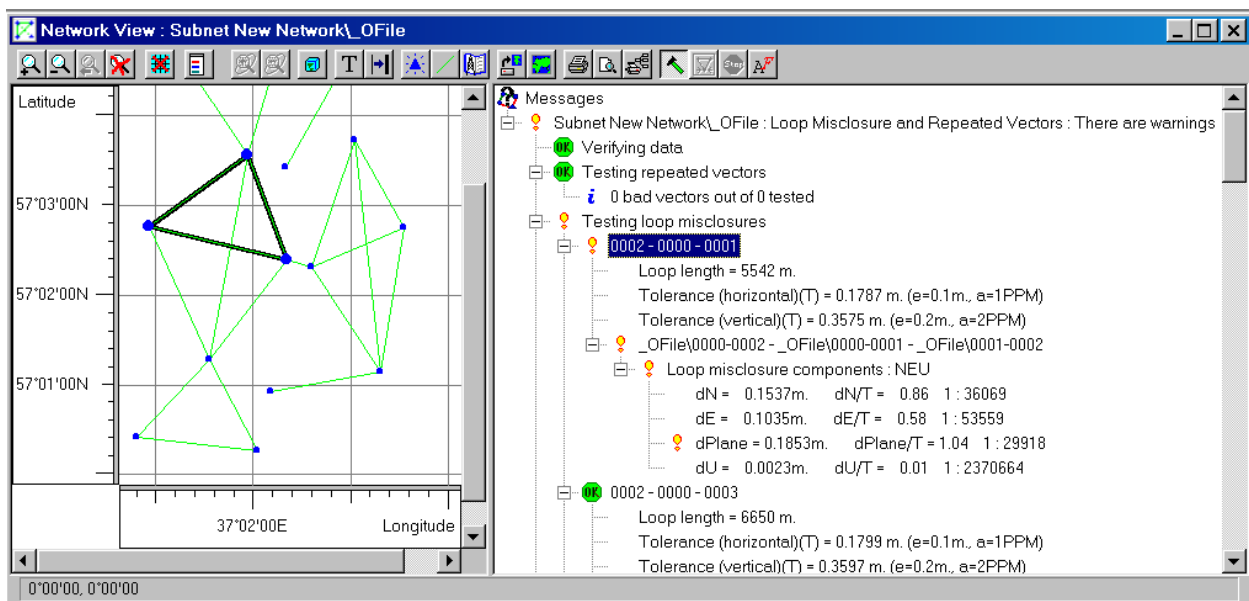 Network View : Subnet New Network\_OFile
T
Stop
AF
Latitude
57°03'00N
57°02'00N
57°01'00N
37°02'00E
Longitude
Messages
Subnet New Network\_OFile : Loop Misclosure and Repeated Vectors : There are warnings
OK Verifying data
OK Testing repeated vectors
i 0 bad vectors out of 0 tested
Testing loop misclosures
0002 - 0000 - 0001
Loop length = 5542 m.
Tolerance (horizontal)(T) = 0.1787 m. (e=0.1m., a=1PPM)
Tolerance (vertical)(T) = 0.3575 m. (e=0.2m., a=2PPM)
_OFile\0000-0002 - _OFile\0000-0001 - _OFile\0001-0002
Loop misclosure components : NEU
dN = 0.1537m. dN/T = 0.86 1 : 36069
dE = 0.1035m. dE/T = 0.58 1 : 53559
dPlane = 0.1853m. dPlane/T = 1.04 1 : 29918
dU = 0.0023m. dU/T = 0.01 1 : 2370664
OK 0002 - 0000 - 0003
Loop length = 6650 m.
Tolerance (horizontal)(T) = 0.1799 m. (e=0.1m., a=1PPM)
Tolerance (vertical)(T) = 0.3597 m. (e=0.2m., a=2PPM)
0°00'00, 0°00'00